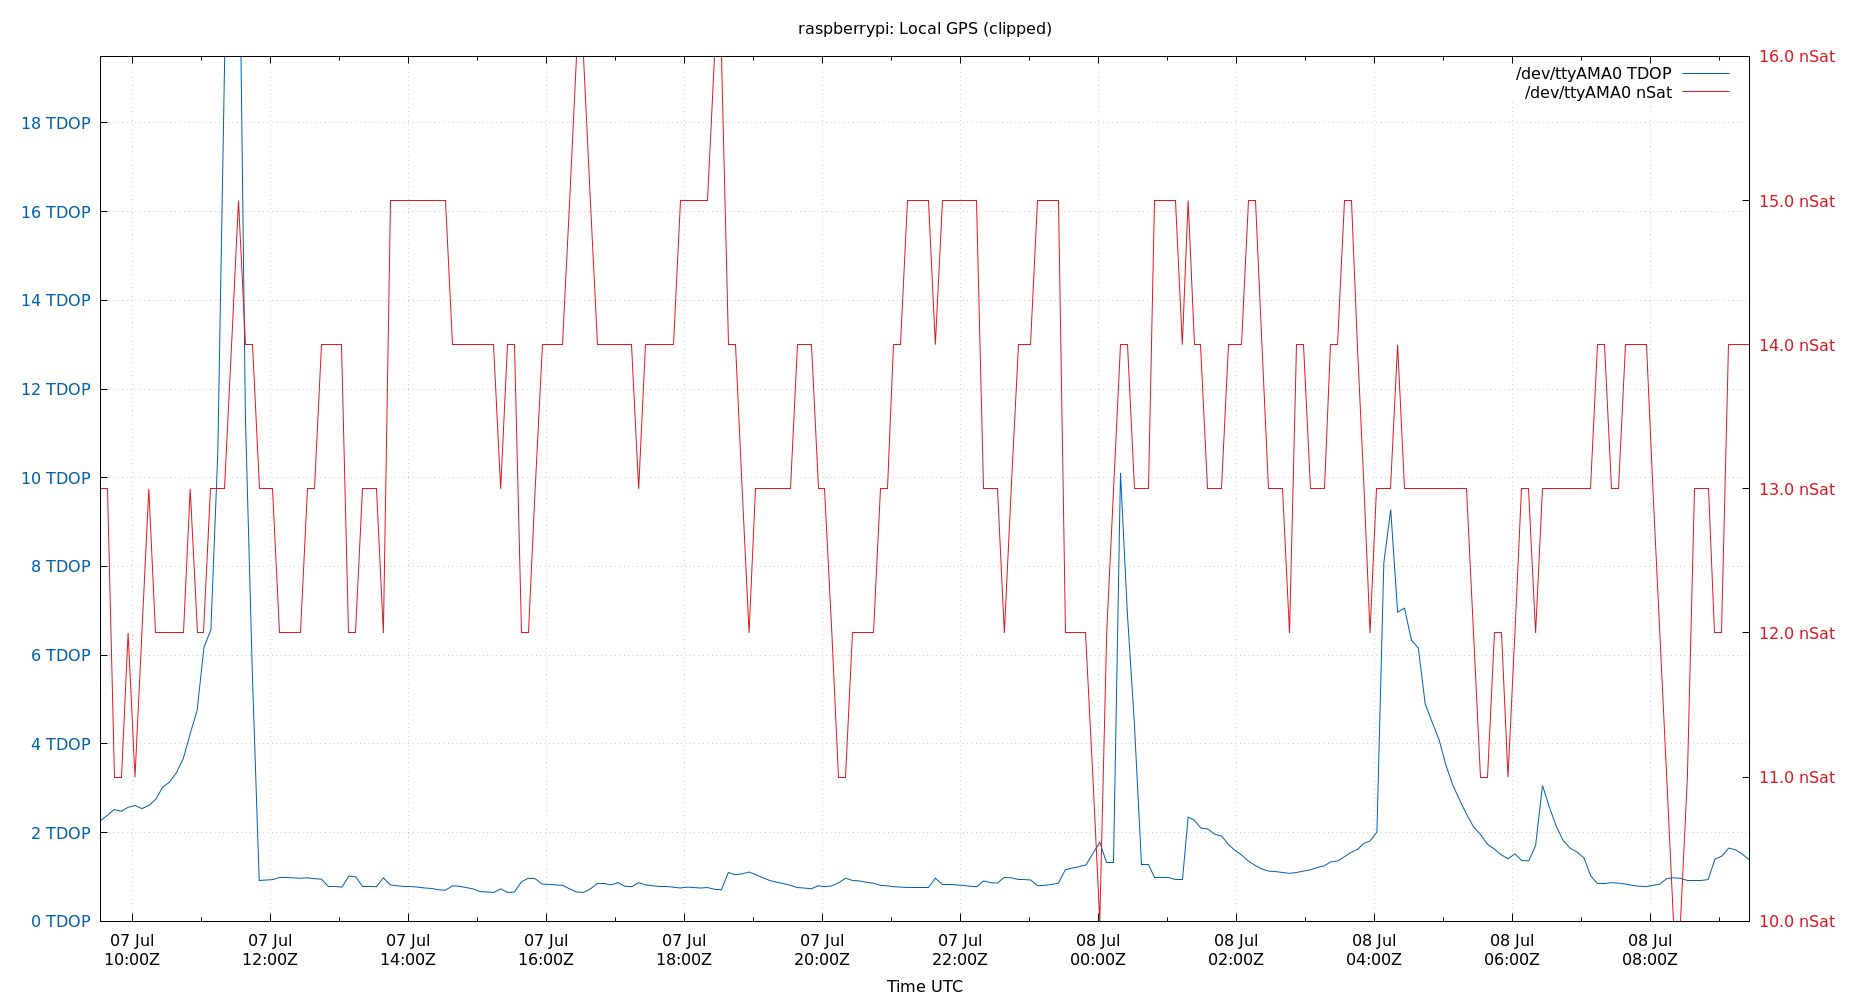 raspberrypi: Local GPS (clipped)
/dev/ttyAMA0 TDOP
/dev/ttyAMA0 nSat
18 TDOP
16 TDOP
14 TDOP
12 TDOP
10 TDOP
8 TDOP
6 TDOP
4 TDOP
2 TDOP
0 TDOP
16.0 nSat
15.0 nSat
14.0 nSat
13.0 nSat
12.0 nSat
11.0 nSat
10.0 nSat
07 Jul
10:00Z
07 Jul
12:00Z
07 Jul
14:00Z
07 Jul
16:00Z
07 Jul
18:00Z
07 Jul
20:00Z
07 Jul
22:00Z
08 Jul
00:00Z
08 Jul
02:00Z
08 Jul
04:00Z
08 Jul
06:00Z
08 Jul
08:00Z
Time UTC